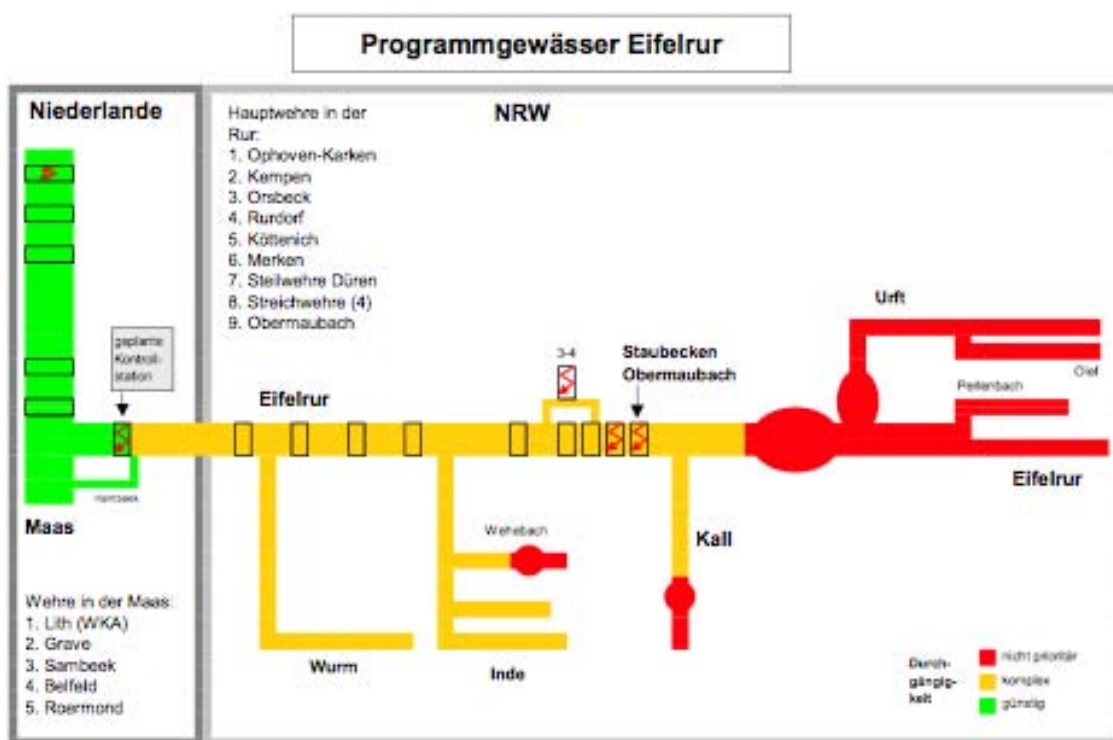 Programmgewässer Eifelrur
Niederlande
Hauptwehre in der
Rur:
1. Ophoven-Karken
2. Kempen
3. Orsbeck
4. Rurdorf
5. Köttenich
6. Merken
7. Steilwehre Düren
8. Streichwehre (4)
9. Obermaubach
NRW
geplante
Kontroll-
station
Eifelrur
3-4
Staubecken
Obermaubach
Urft
Olef
Perlenbach
Eifelrur
Hambeek
Maas
Wehebach
Kall
Wurm
Inde
Wehre in der Maas:
1. Lith (WKA)
2. Grave
3. Sambeek
4. Belfeld
5. Roermond
Durch-
gängig-
keit
nicht prioritär
komplex
günstig